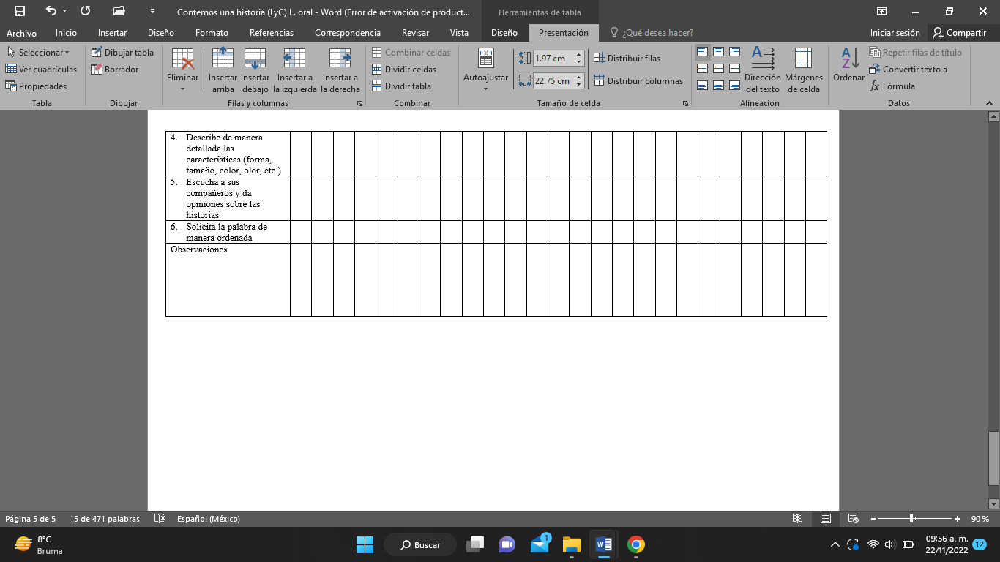 Contemos una historia (LyC) L. oral - Word (Error de activación de product...
Herramientas de tabla
Archivo Inicio Insertar Diseño Formato Referencias Correspondencia Revisar Vista Diseño Presentación ¿Qué desea hacer? Iniciar sesión Compartir
Seleccionar
Ver cuadrículas
Propiedades
Tabla
Dibujar tabla
Borrador
Dibujar
Eliminar
Insertar
arriba
Insertar
debajo
Insertar a
la izquierda
Insertar a
la derecha
Filas y columnas
Combinar celdas
Dividir celdas
Dividir tabla
Combinar
Autoajustar
1.97 cm
22.75 cm
Distribuir filas
Distribuir columnas
Tamaño de celda
Dirección
del texto
Márgenes
de celda
Alineación
A
Z
Ordenar
Repetir filas de título
Convertir texto a
fx Fórmula
Datos
4. Describe de manera
detallada las
características (forma,
tamaño, color, olor, etc.)
5. Escucha a sus
compañeros y da
opiniones sobre las
historias
6. Solicita la palabra de
manera ordenada
Observaciones
Página 5 de 5 15 de 471 palabras Español (México) 90 %
8°C
Bruma
Buscar
1
09:56 a. m.
22/11/2022
12